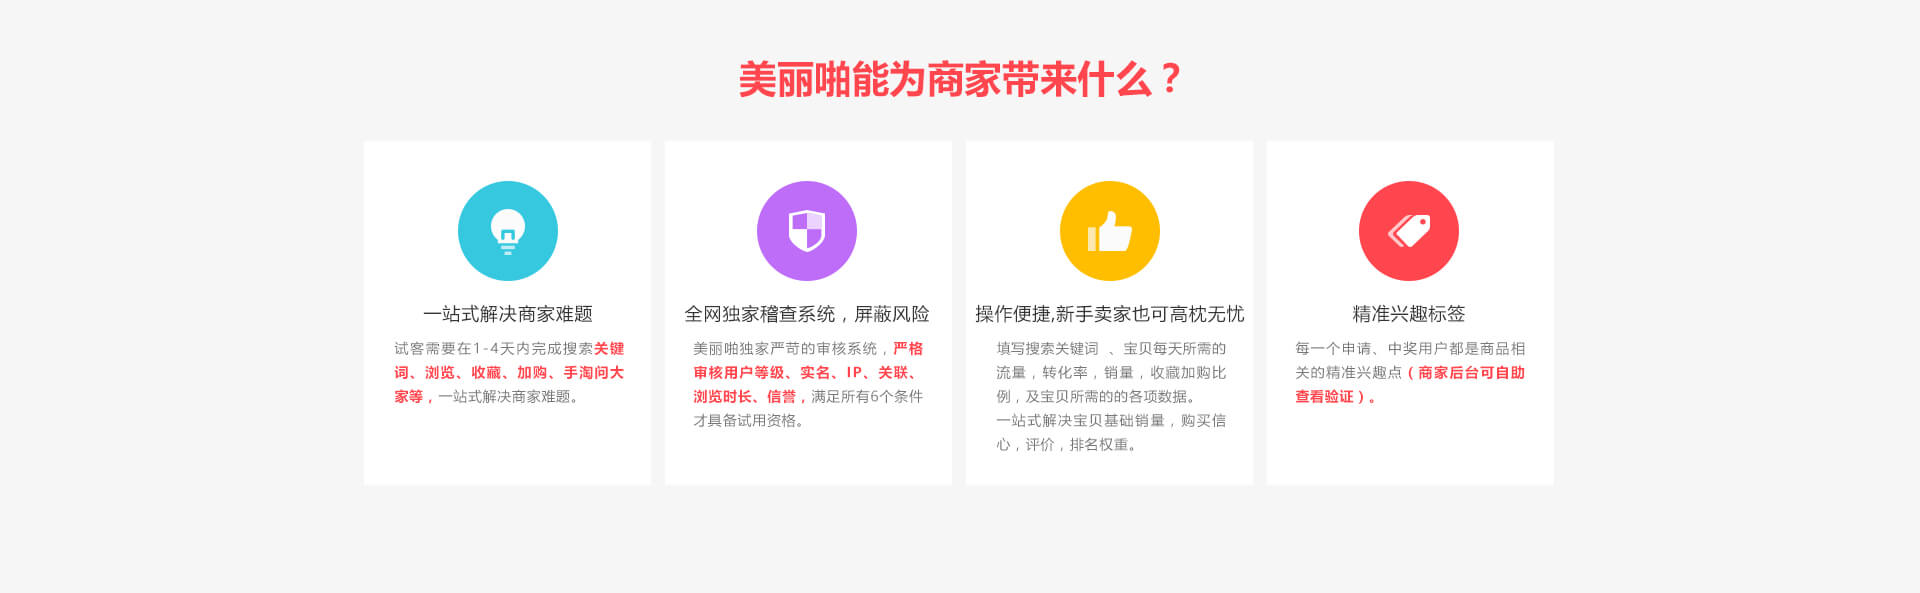 美丽啪能为商家带来什么？
一站式解决商家难题
试客需要在1-4天内完成搜索关键
词、浏览、收藏、加购、手淘问大
家等，一站式解决商家难题。
全网独家稽查系统，屏蔽风险
美丽啪独家严苛的审核系统，严格
审核用户等级、实名、IP、关联、
浏览时长、信誉，满足所有6个条件
才具备试用资格。
操作便捷,新手卖家也可高枕无忧
填写搜索关键词 、宝贝每天所需的
流量，转化率，销量，收藏加购比
例，及宝贝所需的的各项数据。
一站式解决宝贝基础销量，购买信
心，评价，排名权重。
精准兴趣标签
每一个申请、中奖用户都是商品相
关的精准兴趣点（商家后台可自助
查看验证）。